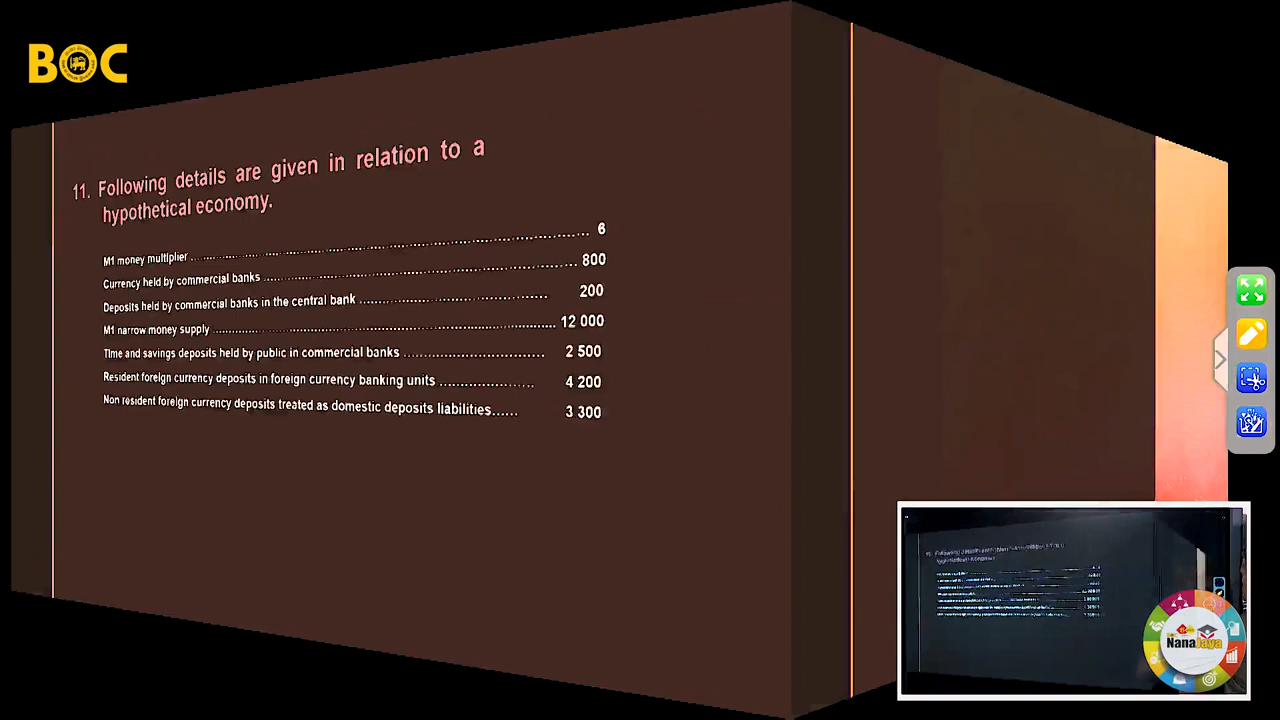 BOC
11. Following details are given in relation to a
hypothetical economy.
M1 money multiplier ........................................ 6
Currency held by commercial banks ........................................ 800
Deposits held by commercial banks in the central bank ........................................ 200
M1 narrow money supply ........................................ 12 000
Time and savings deposits held by public in commercial banks .............................. 2 500
Resident foreign currency deposits in foreign currency banking units .................... 4 200
Non resident foreign currency deposits treated as domestic deposits liabilities...... 3 300
NanaJaya